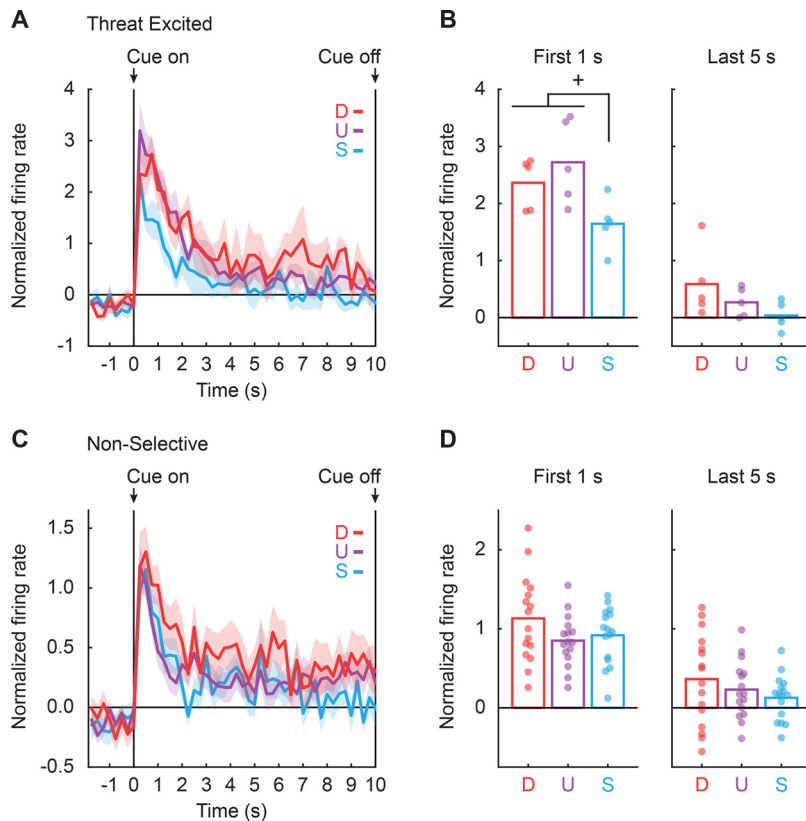 A
Threat Excited
Cue on
Cue off
D
U
S
Normalized firing rate
4
3
2
1
0
-1
-1 0 1 2 3 4 5 6 7 8 9 10
Time (s)
B
First 1 s
Last 5 s
+
Normalized firing rate
4
3
2
1
0
D U S
D U S
C
Non-Selective
Cue on
Cue off
D
U
S
Normalized firing rate
1.5
1.0
0.5
0.0
-0.5
-1 0 1 2 3 4 5 6 7 8 9 10
Time (s)
D
First 1 s
Last 5 s
Normalized firing rate
2
1
0
D U S
D U S